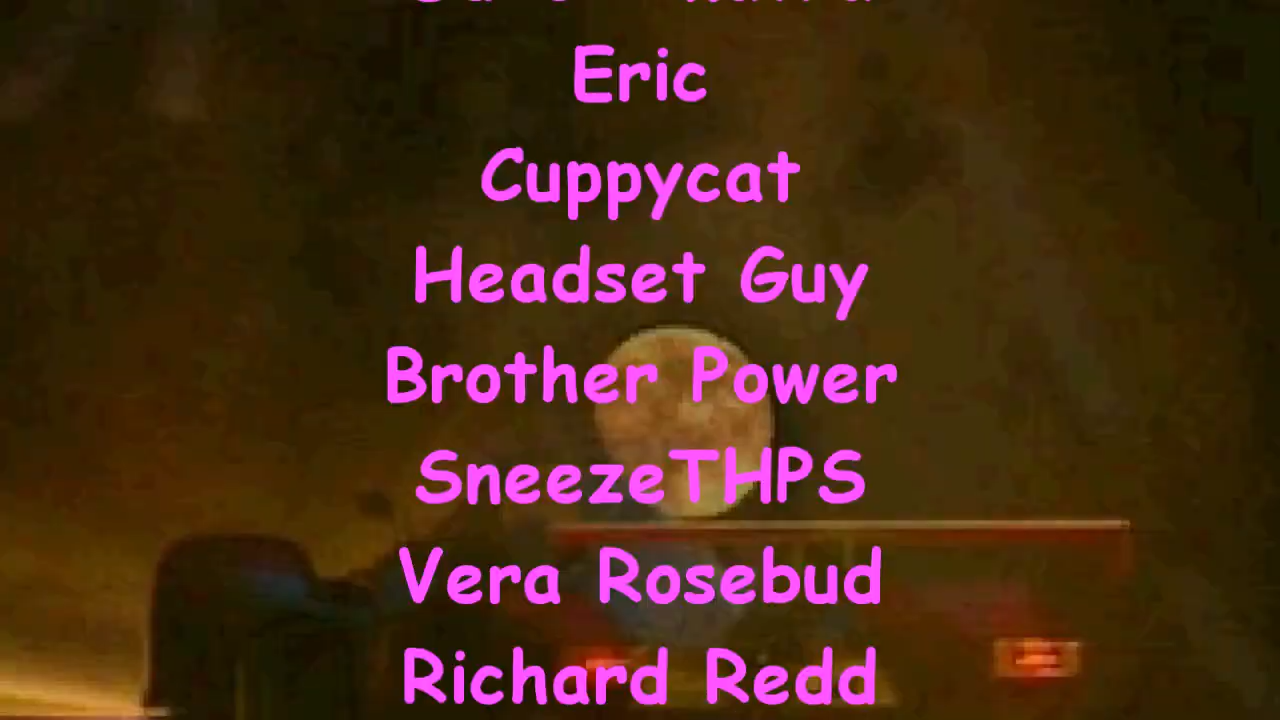 Eric
Cuppycat
Headset Guy
Brother Power
SneezeTHPS
Vera Rosebud
Richard Redd